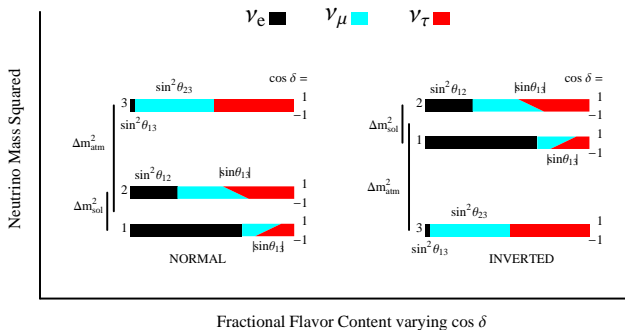 ν_e ν_μ ν_τ
Neutrino Mass Squared
sin²θ₂₃
cos δ =
3
1
−1
sin²θ₁₃
Δm²atm
sin²θ₁₂
|sinθ₁₃|
2
1
−1
Δm²sol
1
1
−1
|sinθ₁₃|
NORMAL
sin²θ₁₂
|sinθ₁₃|
cos δ =
2
1
−1
Δm²sol
1
1
−1
|sinθ₁₃|
Δm²atm
sin²θ₂₃
3
1
−1
sin²θ₁₃
INVERTED
Fractional Flavor Content varying cos δ